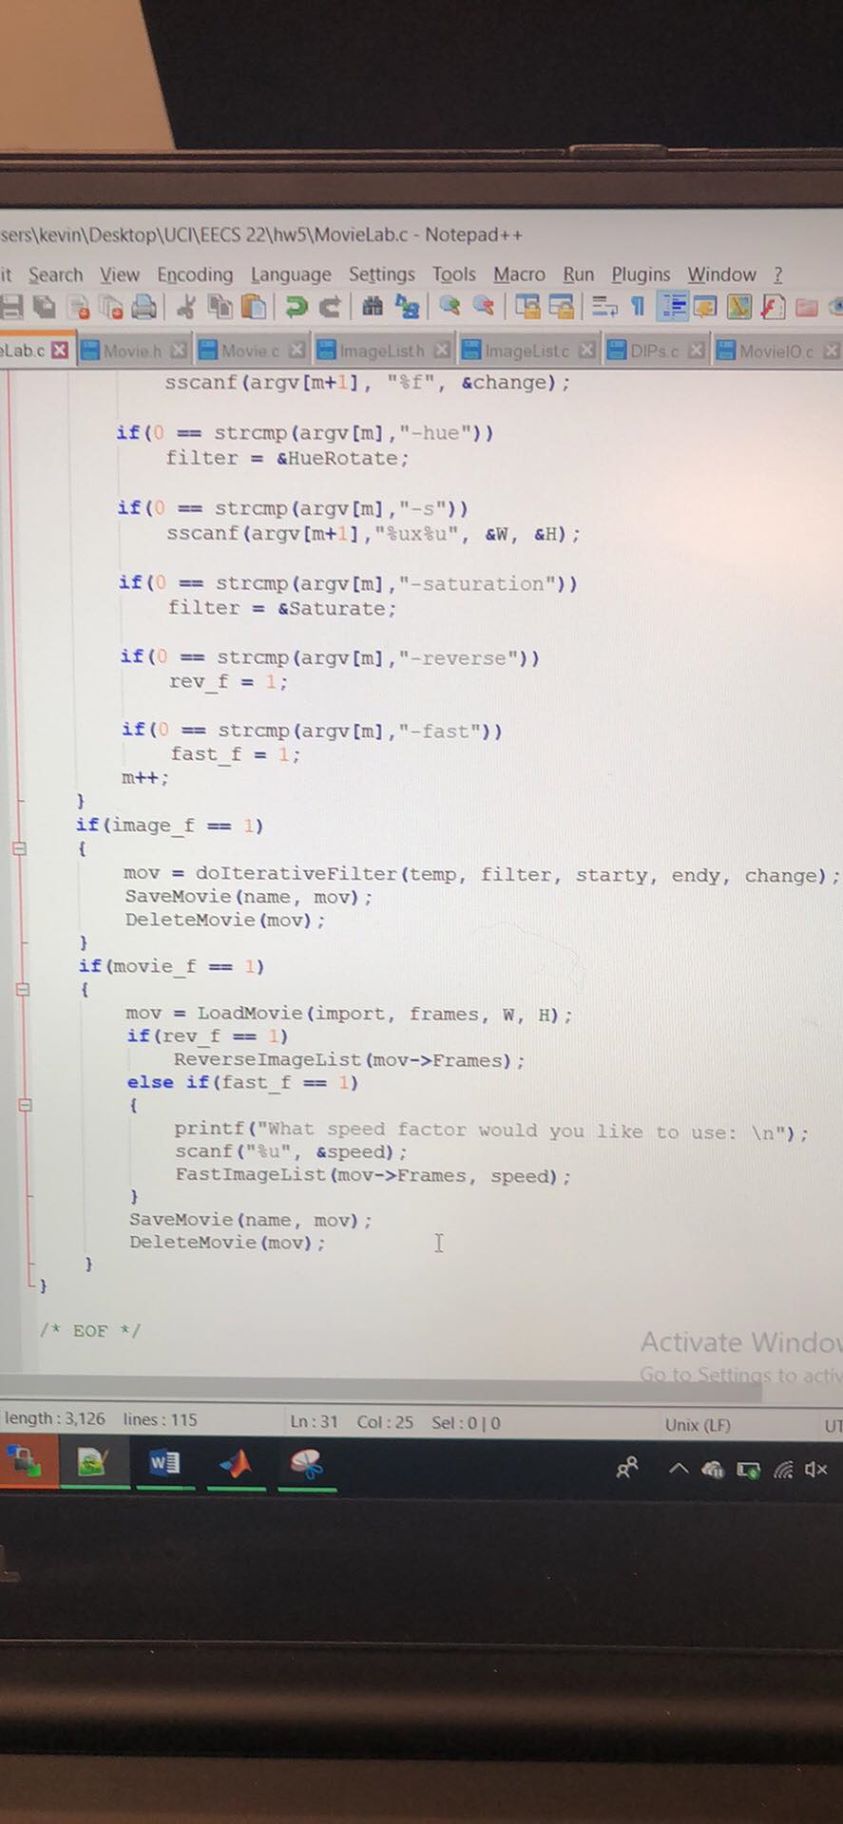 sers\kevin\Desktop\UCI\EECS 22\hw5\MovieLab.c - Notepad++
it Search View Encoding Language Settings Tools Macro Run Plugins Window ?
eLab.c Movie.h Movie.c ImageList.h ImageList.c DIPs.c MovieIO.c
sscanf(argv[m+1], "%f", &change);
if(0 == strcmp(argv[m],"-hue"))
filter = &HueRotate;
if(0 == strcmp(argv[m],"-s"))
sscanf(argv[m+1],"%ux%u", &W, &H);
if(0 == strcmp(argv[m],"-saturation"))
filter = &Saturate;
if(0 == strcmp(argv[m],"-reverse"))
rev_f = 1;
if(0 == strcmp(argv[m],"-fast"))
fast_f = 1;
m++;
}
if(image_f == 1)
{
mov = doIterativeFilter(temp, filter, starty, endy, change);
SaveMovie(name, mov);
DeleteMovie(mov);
}
if(movie_f == 1)
{
mov = LoadMovie(import, frames, W, H);
if(rev_f == 1)
ReverseImageList(mov->Frames);
else if(fast_f == 1)
{
printf("What speed factor would you like to use: \n");
scanf("%u", &speed);
FastImageList(mov->Frames, speed);
}
SaveMovie(name, mov);
DeleteMovie(mov);
}
}
/* EOF */
Activate Window
Go to Settings to activ
length : 3,126 lines : 115 Ln : 31 Col : 25 Sel : 0 | 0 Unix (LF) UT